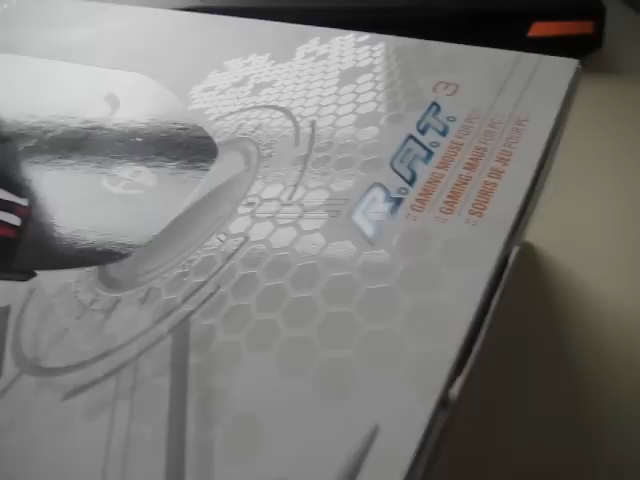 R.A.T. 3
:: GAMING MOUSE FOR PC
:: GAMING-MAUS FÜR PC
:: SOURIS DE JEU POUR PC